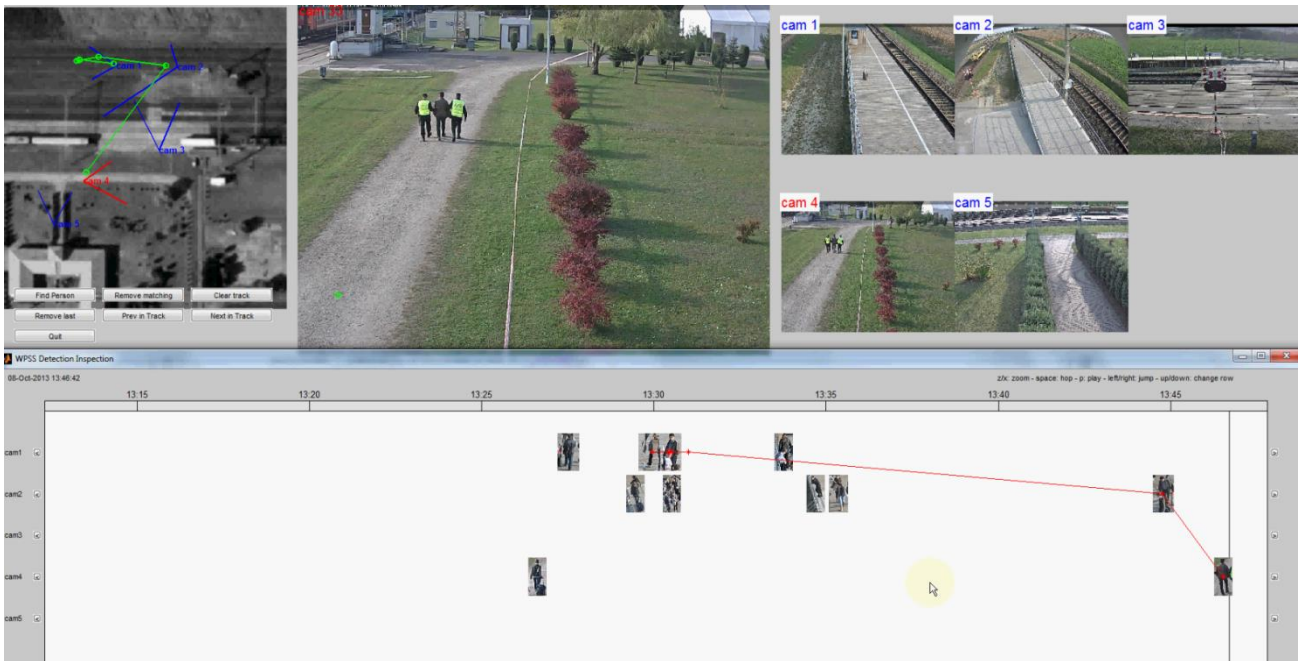 cam 1
cam 2
cam 3
cam 4
cam 5
cam 1
cam 2
cam 3
cam 4
cam 5
Find Person
Remove matching
Clear track
Remove last
Prev in Track
Next in Track
Quit
WPSS Detection Inspection
08-Oct-2013 13:46:42
z/x: zoom - space: hop - p: play - left/right: jump - up/down: change row
13:15
13:20
13:25
13:30
13:35
13:40
13:45
cam1
cam2
cam3
cam4
cam5